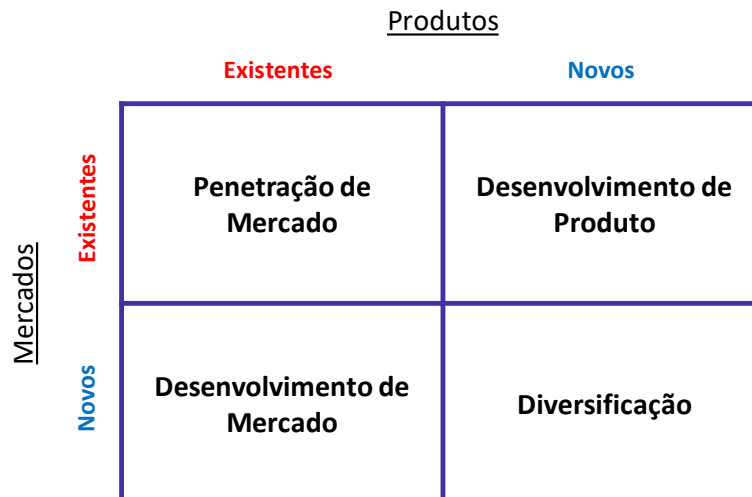 Produtos
Existentes
Novos
Mercados
Existentes
Penetração de
Mercado
Desenvolvimento de
Produto
Novos
Desenvolvimento de
Mercado
Diversificação